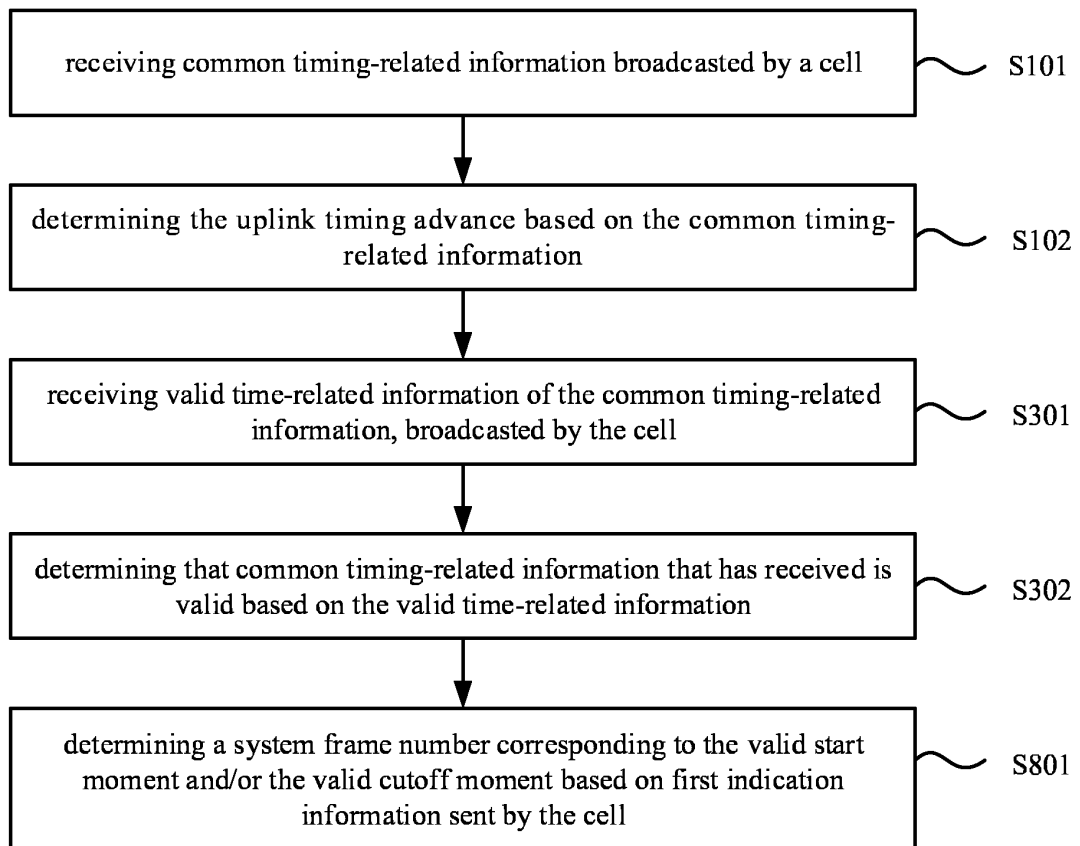 receiving common timing-related information broadcasted by a cell
S101
determining the uplink timing advance based on the common timing-
related information
S102
receiving valid time-related information of the common timing-related
information, broadcasted by the cell
S301
determining that common timing-related information that has received is
valid based on the valid time-related information
S302
determining a system frame number corresponding to the valid start
moment and/or the valid cutoff moment based on first indication
information sent by the cell
S801